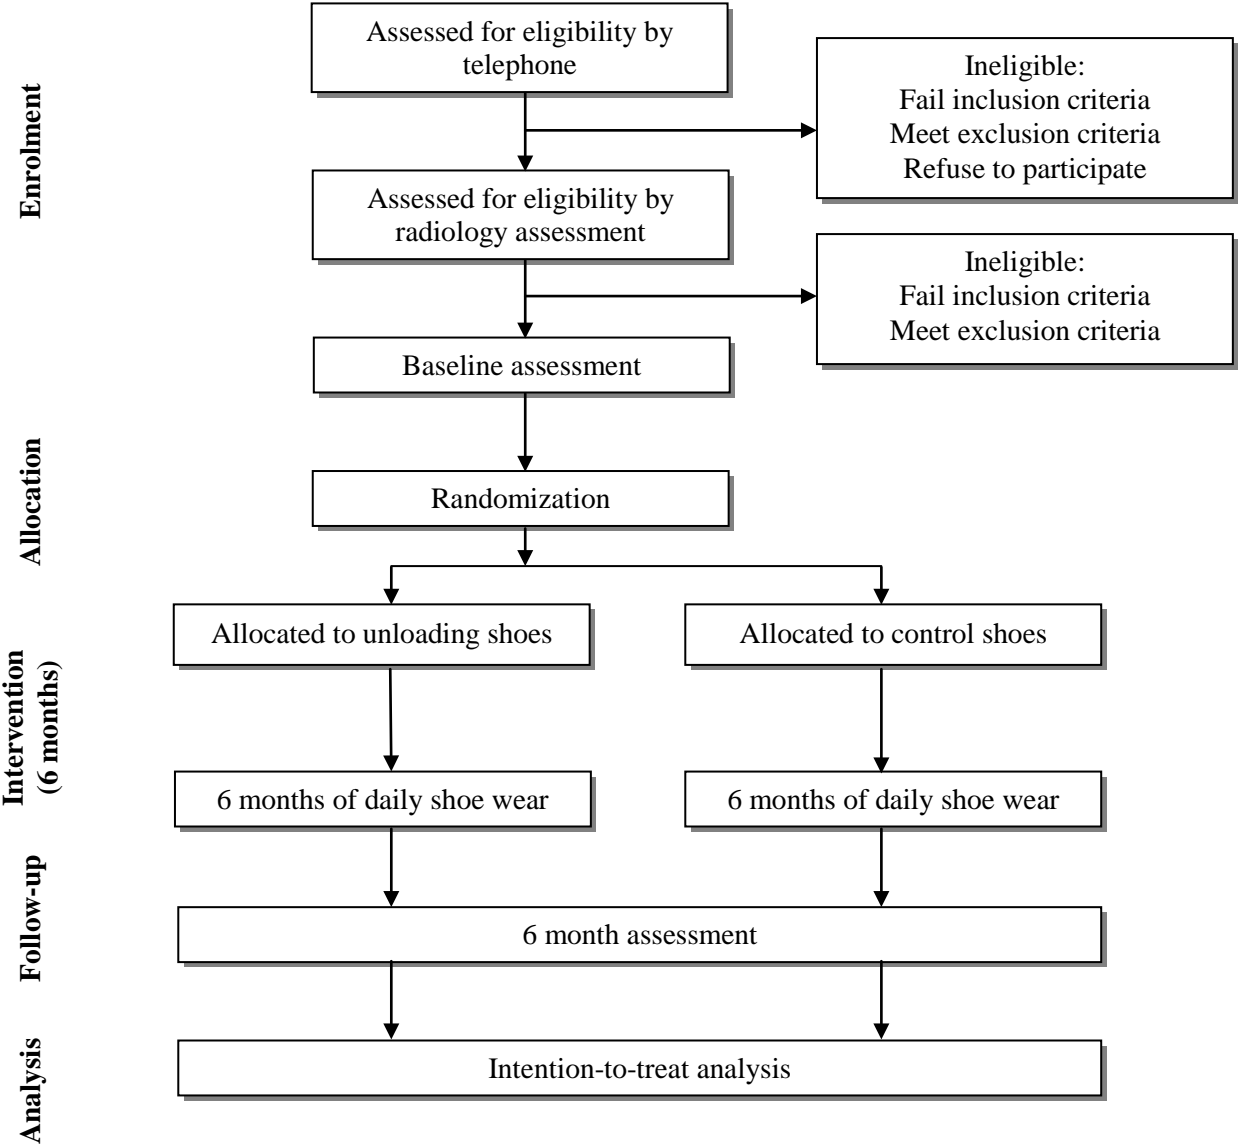 Enrolment
Assessed for eligibility by
telephone
Ineligible:
Fail inclusion criteria
Meet exclusion criteria
Refuse to participate
Assessed for eligibility by
radiology assessment
Ineligible:
Fail inclusion criteria
Meet exclusion criteria
Baseline assessment
Allocation
Randomization
Allocated to unloading shoes
Allocated to control shoes
Intervention
(6 months)
6 months of daily shoe wear
6 months of daily shoe wear
Follow-up
6 month assessment
Analysis
Intention-to-treat analysis